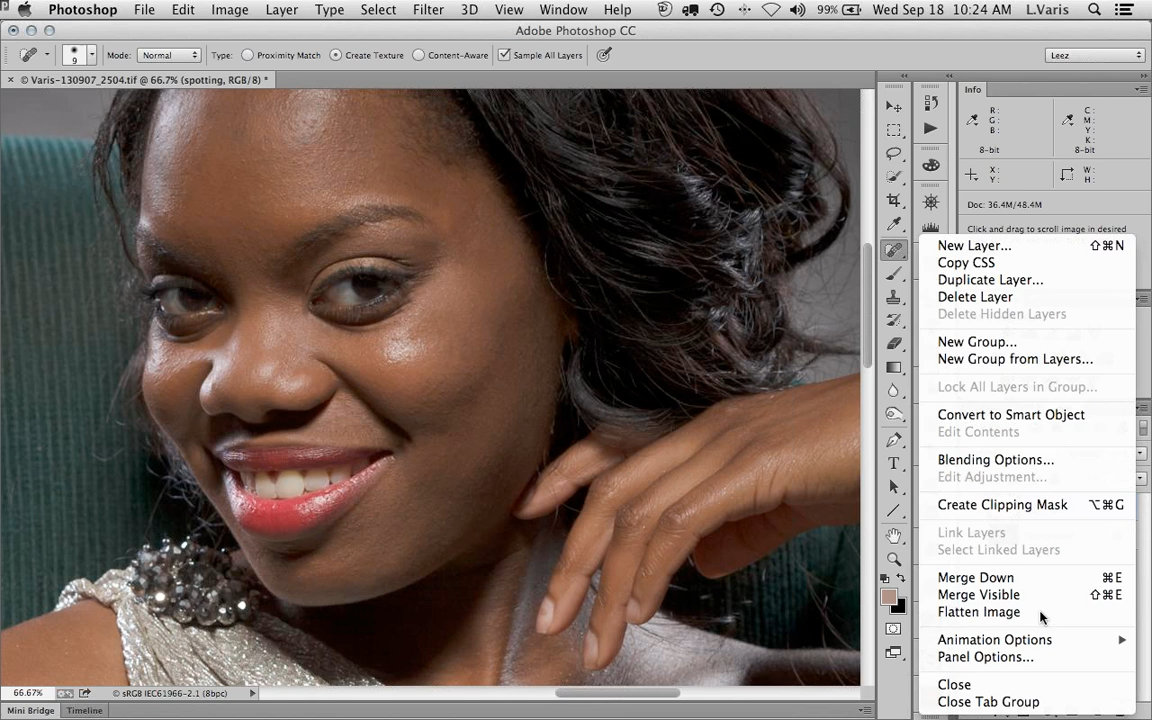 Photoshop File Edit Image Layer Type Select Filter 3D View Window Help 99% Wed Sep 18 10:24 AM L.Varis
Adobe Photoshop CC
9 Mode: Normal Type: Proximity Match Create Texture Content-Aware Sample All Layers Leez
× © Varis-130907_2504.tif @ 66.7% (spotting, RGB/8) *
Info
R: C:
G: M:
B: Y:
K:
8-bit 8-bit
X: W:
Y: H:
Doc: 36.4M/48.4M
Click and drag to scroll image in desired
New Layer... ⇧⌘N
Copy CSS
Duplicate Layer...
Delete Layer
Delete Hidden Layers
New Group...
New Group from Layers...
Lock All Layers in Group...
Convert to Smart Object
Edit Contents
Blending Options...
Edit Adjustment...
Create Clipping Mask ⌥⌘G
Link Layers
Select Linked Layers
Merge Down ⌘E
Merge Visible ⇧⌘E
Flatten Image
Animation Options
Panel Options...
Close
Close Tab Group
66.67% © sRGB IEC61966-2.1 (8bpc)
Mini Bridge Timeline